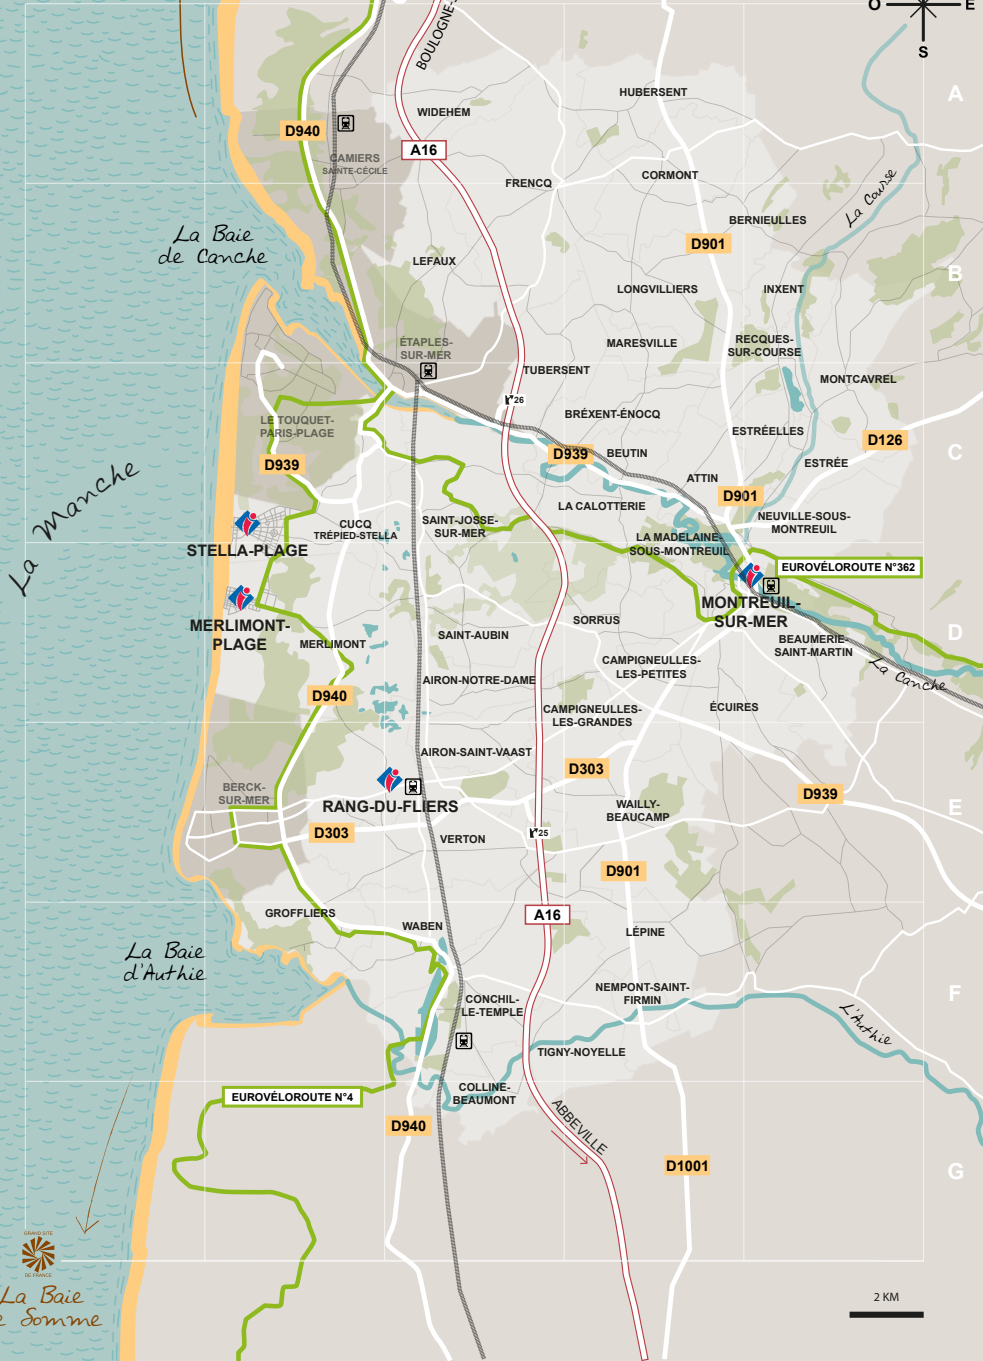 O
E
S
BOULOGNE-
A
HUBERSENT
WIDEHEM
D940
A16
CAMIERS
SAINTE-CÉCILE
CORMONT
FRENCQ
La Course
BERNIEULLES
La Baie
de Canche
D901
LEFAUX
B
LONGVILLIERS
INXENT
ÉTAPLES-
SUR-MER
MARESVILLE
RECQUES-
SUR-COURSE
TUBERSENT
MONTCAVREL
26
BRÉXENT-ÉNOCQ
LE TOUQUET-
PARIS-PLAGE
ESTRÉELLES
D126
D939
BEUTIN
C
D939
ESTRÉE
La Manche
ATTIN
D901
LA CALOTTERIE
CUCQ
TRÉPIED-STELLA
SAINT-JOSSE-
SUR-MER
NEUVILLE-SOUS-
MONTREUIL
STELLA-PLAGE
LA MADELAINE-
SOUS-MONTREUIL
EUROVÉLOROUTE N°362
MONTREUIL-
SUR-MER
MERLIMONT-
PLAGE
SORRUS
D
SAINT-AUBIN
MERLIMONT
BEAUMERIE-
SAINT-MARTIN
CAMPIGNEULLES-
LES-PETITES
La Canche
AIRON-NOTRE-DAME
D940
CAMPIGNEULLES-
LES-GRANDES
ÉCUIRES
AIRON-SAINT-VAAST
D303
BERCK-
SUR-MER
D939
RANG-DU-FLIERS
WAILLY-
BEAUCAMP
E
D303
25
VERTON
D901
GROFFLIERS
A16
WABEN
LÉPINE
La Baie
d'Authie
NEMPONT-SAINT-
FIRMIN
F
CONCHIL-
LE-TEMPLE
L'Authie
TIGNY-NOYELLE
EUROVÉLOROUTE N°4
COLLINE-
BEAUMONT
D940
ABBEVILLE
D1001
G
GRAND SITE
DE FRANCE
La Baie
e Somme
2 KM